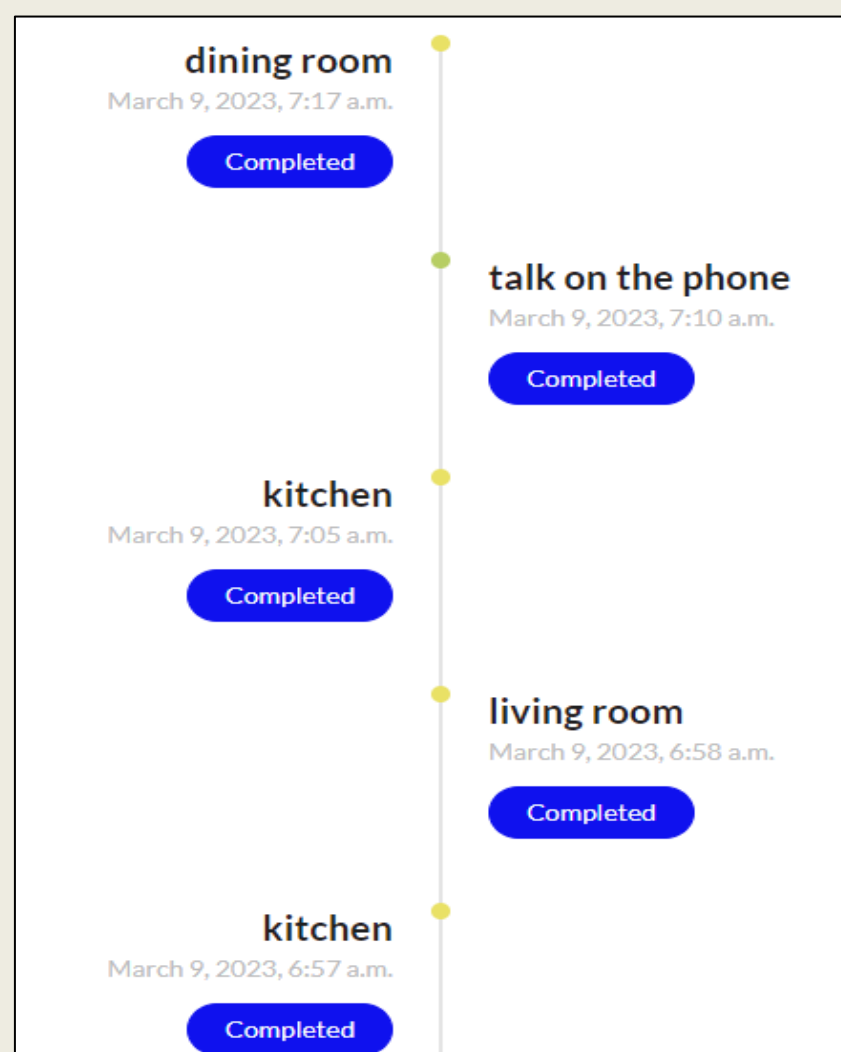 dining room
March 9, 2023, 7:17 a.m.
Completed
talk on the phone
March 9, 2023, 7:10 a.m.
Completed
kitchen
March 9, 2023, 7:05 a.m.
Completed
living room
March 9, 2023, 6:58 a.m.
Completed
kitchen
March 9, 2023, 6:57 a.m.
Completed